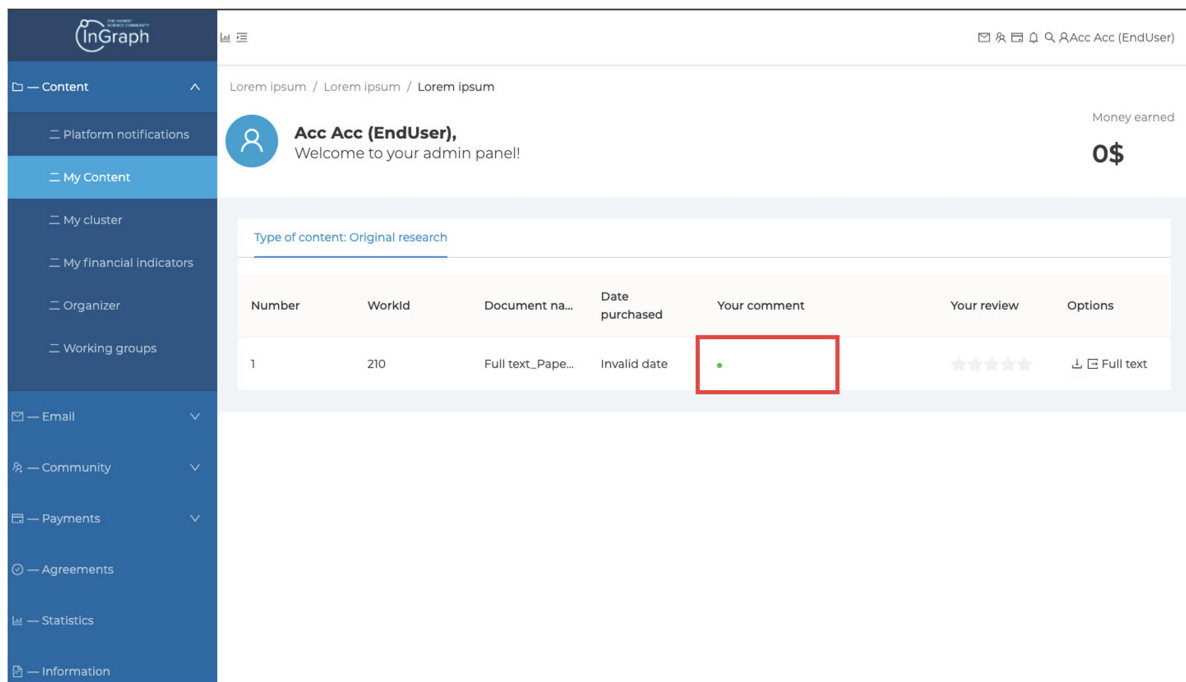 THE HONEST
SCIENCE COMMUNITY
InGraph
Acc Acc (EndUser)
— Content
Platform notifications
My Content
My cluster
My financial indicators
Organizer
Working groups
— Email
— Community
— Payments
— Agreements
— Statistics
— Information
Lorem ipsum / Lorem ipsum / Lorem ipsum
Acc Acc (EndUser),
Welcome to your admin panel!
Money earned
0$
Type of content: Original research
Number WorkId Document na... Date purchased Your comment Your review Options
1 210 Full text_Pape... Invalid date Full text